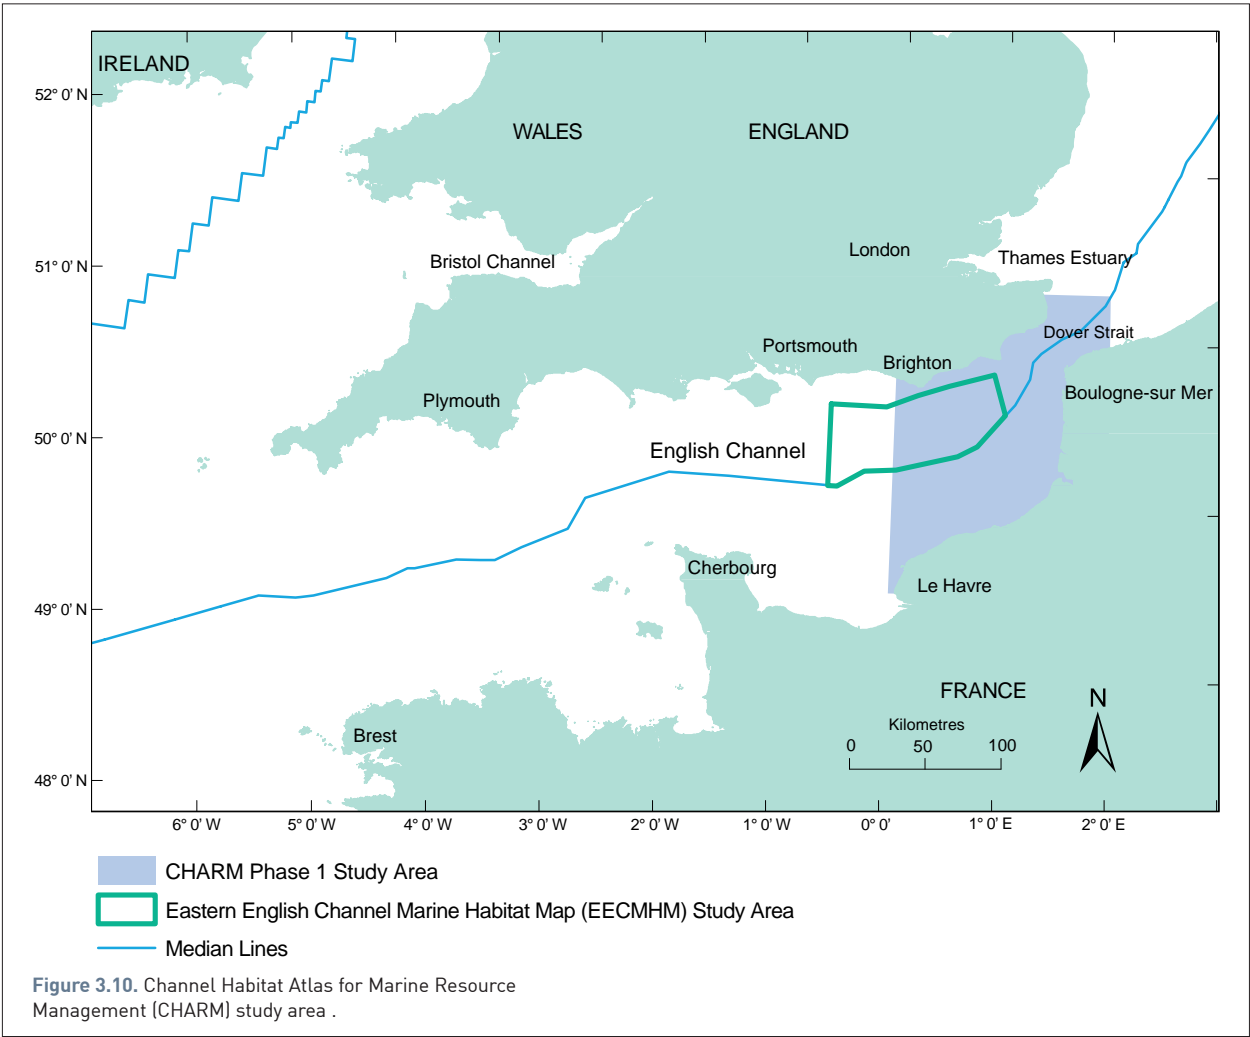 IRELAND
52° 0' N
WALES
ENGLAND
London
51° 0' N
Bristol Channel
Thames Estuary
Dover Strait
Portsmouth
Brighton
Boulogne-sur Mer
Plymouth
50° 0' N
English Channel
Cherbourg
Le Havre
49° 0' N
FRANCE
N
Kilometres
Brest
0 50 100
48° 0' N
6° 0' W 5° 0' W 4° 0' W 3° 0' W 2° 0' W 1° 0' W 0° 0' 1° 0' E 2° 0' E
CHARM Phase 1 Study Area
Eastern English Channel Marine Habitat Map (EECMHM) Study Area
Median Lines
Figure 3.10. Channel Habitat Atlas for Marine Resource
Management (CHARM) study area .